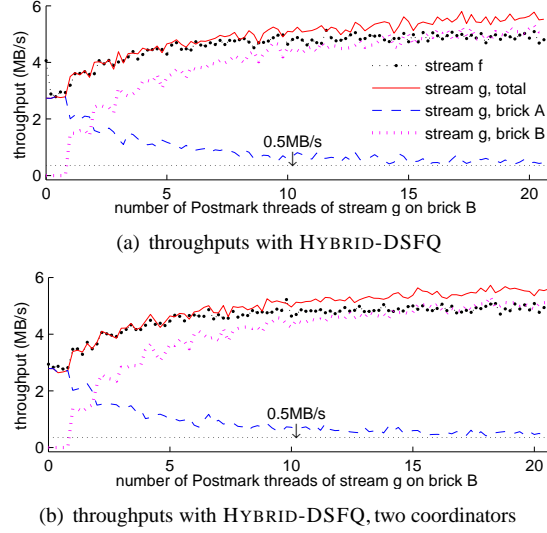 6
4
2
0
throughput (MB/s)
stream f
stream g, total
stream g, brick A
stream g, brick B
0.5MB/s
0 5 10 15 20
number of Postmark threads of stream g on brick B
(a) throughputs with HYBRID-DSFQ
6
4
2
0
throughput (MB/s)
0.5MB/s
0 5 10 15 20
number of Postmark threads of stream g on brick B
(b) throughputs with HYBRID-DSFQ, two coordinators